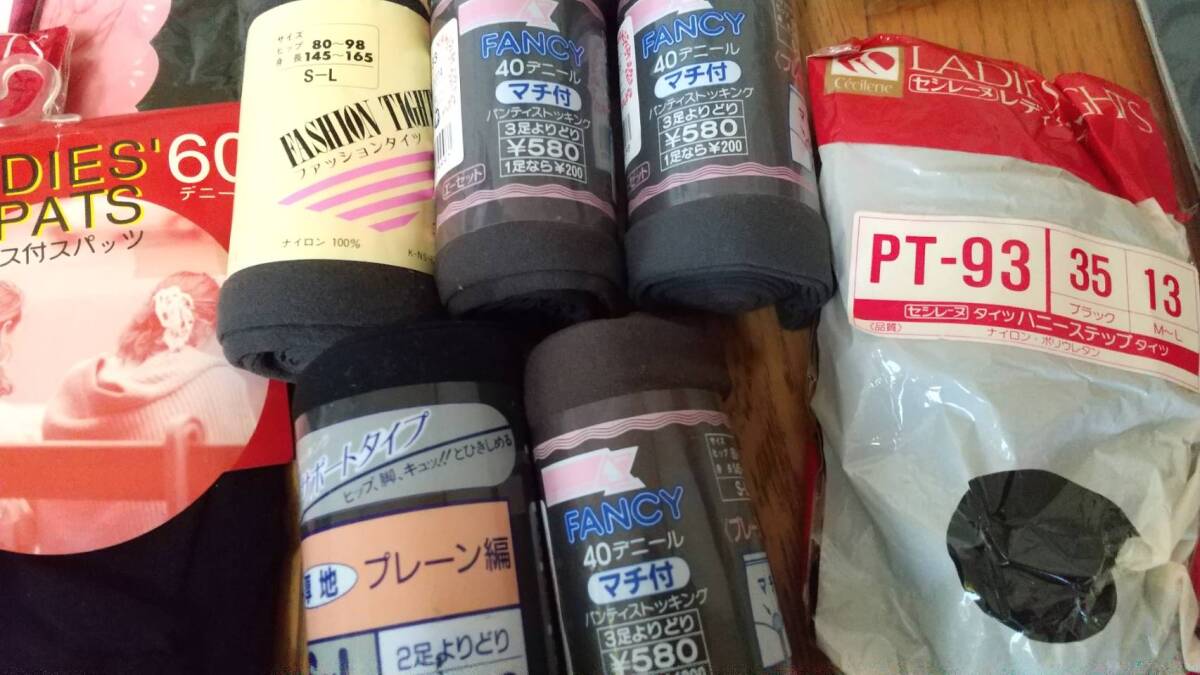 DIES' 60
PATS デニー
ス付スパッツ
サイズ
ヒップ 80~98
身長 145~165
S-L
FASHION TIGHT
ファッションタイツ
ナイロン 100%
FANCY
40デニール
マチ付
パンティストッキング
3足よりどり
¥580
1足なら¥200
FANCY
40デニール
マチ付
パンティストッキング
3足よりどり
¥580
1足なら¥200
Cécilene
LADI GHTS
セシレーヌ レデ
PT-93 35 13
ブラック M~L
セシレーヌ タイツハニーステップタイツ
〈品質〉 ナイロン・ポリウレタン
ポートタイプ
ヒップ、脚、キュッ!!とひきしめる
厚地 プレーン編
2足よりどり
FANCY
40デニール
マチ付
パンティストッキング
3足よりどり
¥580